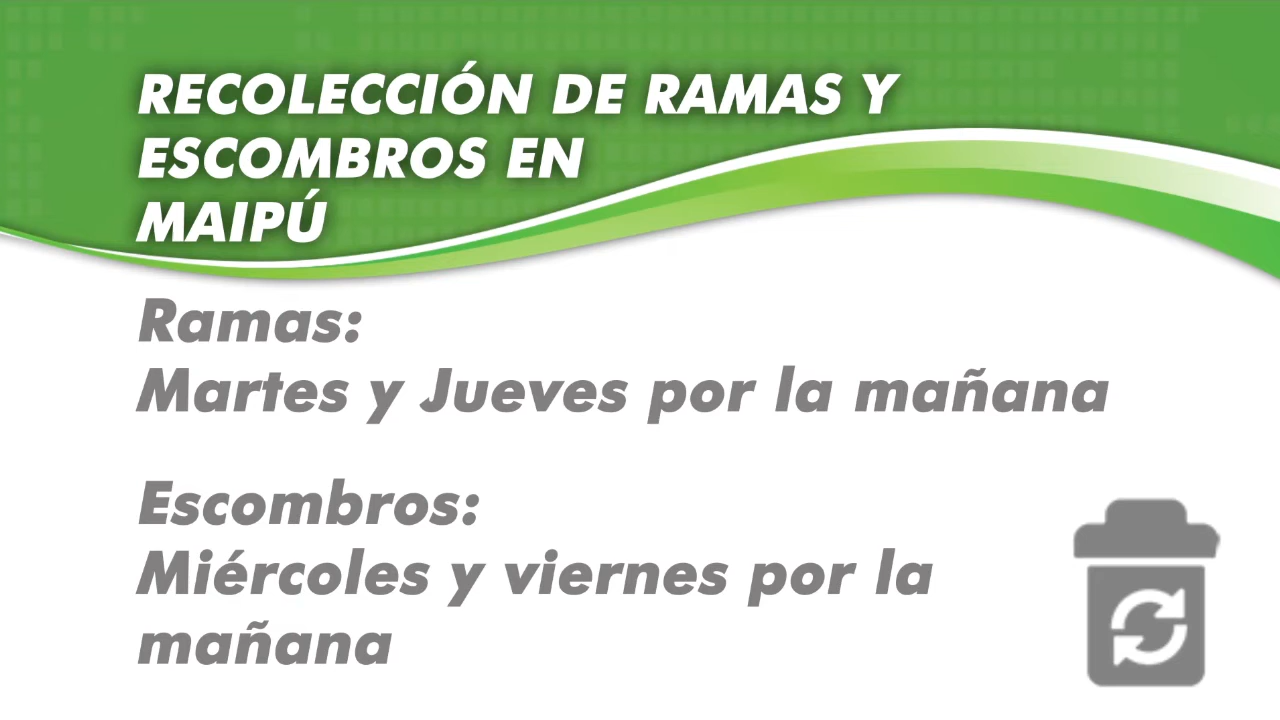 RECOLECCIÓN DE RAMAS Y
ESCOMBROS EN
MAIPÚ
Ramas:
Martes y Jueves por la mañana
Escombros:
Miércoles y viernes por la
mañana